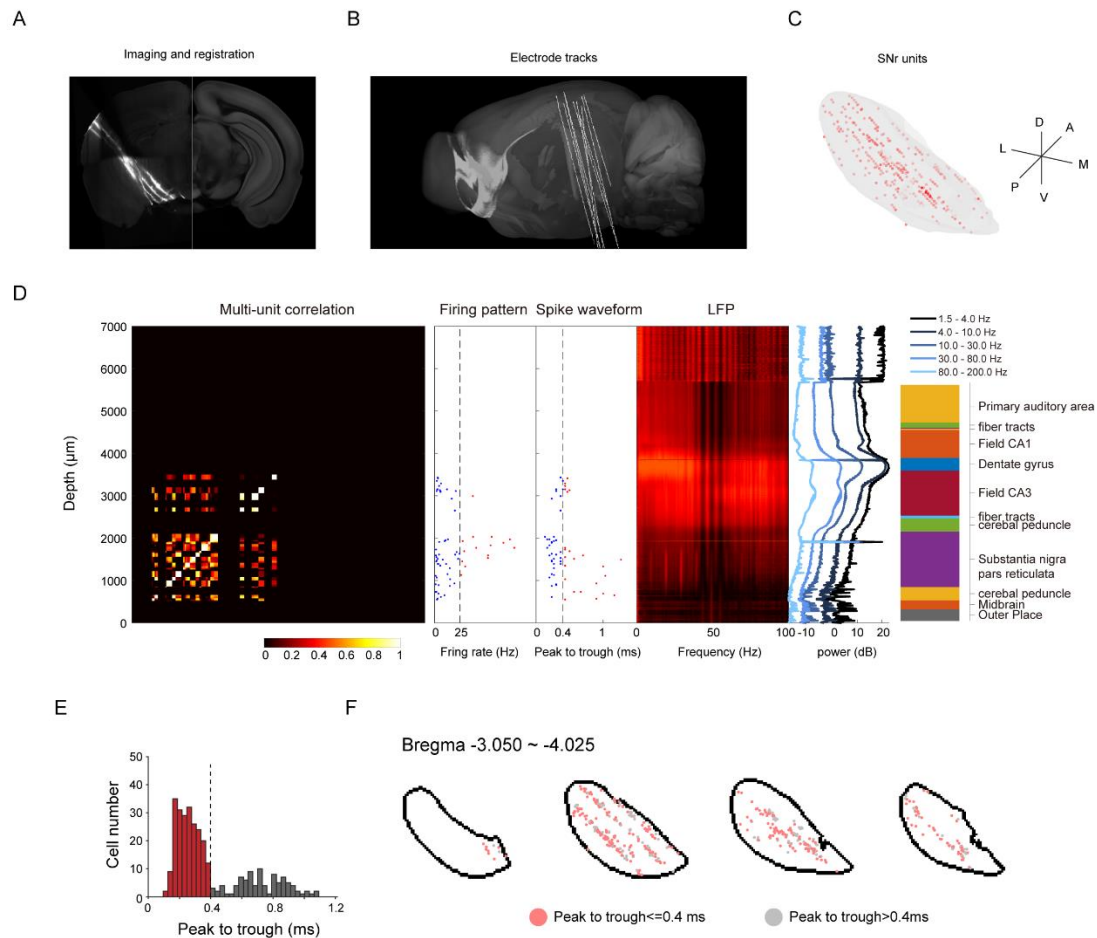 A
B
C
Imaging and registration
Electrode tracks
SNr units
D
A
L
M
P
V
D
Multi-unit correlation
Firing pattern
Spike waveform
LFP
7000
6000
5000
4000
3000
2000
1000
0
Depth (µm)
0 0.2 0.4 0.6 0.8 1
0 25
Fring rate (Hz)
0 0.4 1
Peak to trough (ms)
0 50 100
Frequency (Hz)
-10 0 10 20
power (dB)
1.5 - 4.0 Hz
4.0 - 10.0 Hz
10.0 - 30.0 Hz
30.0 - 80.0 Hz
80.0 - 200.0 Hz
Primary auditory area
fiber tracts
Field CA1
Dentate gyrus
Field CA3
fiber tracts
cerebal peduncle
Substantia nigra
pars reticulata
cerebal peduncle
Midbrain
Outer Place
E
50
40
30
20
10
0
Cell number
0 0.4 0.8 1.2
Peak to trough (ms)
F
Bregma -3.050 ~ -4.025
Peak to trough<=0.4 ms
Peak to trough>0.4ms